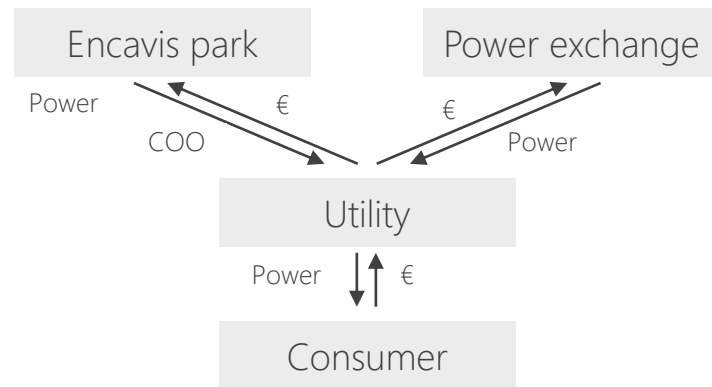 Encavis park
Power exchange
Power
€
€
COO
Power
Utility
Power
€
Consumer